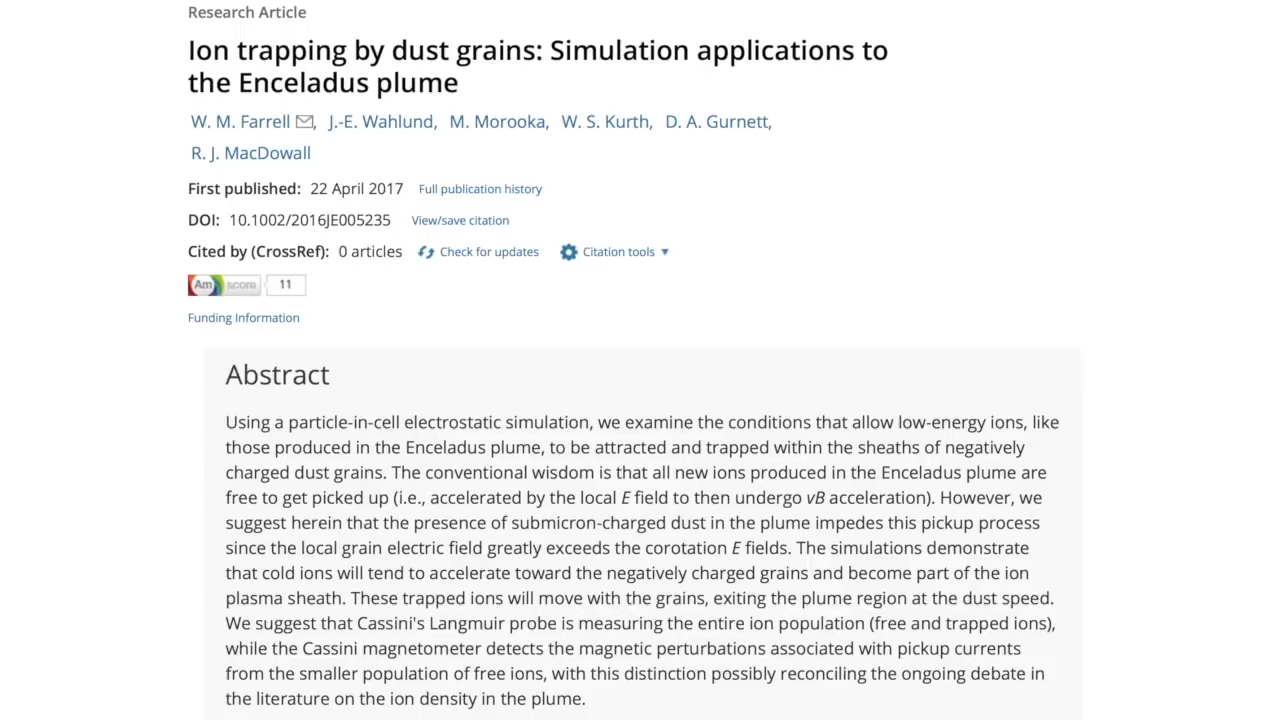 Research Article
Ion trapping by dust grains: Simulation applications to
the Enceladus plume
W. M. Farrell, J.-E. Wahlund, M. Morooka, W. S. Kurth, D. A. Gurnett,
R. J. MacDowall
First published: 22 April 2017 Full publication history
DOI: 10.1002/2016JE005235 View/save citation
Cited by (CrossRef): 0 articles Check for updates Citation tools ▼
Am score 11
Funding Information
Abstract
Using a particle-in-cell electrostatic simulation, we examine the conditions that allow low-energy ions, like
those produced in the Enceladus plume, to be attracted and trapped within the sheaths of negatively
charged dust grains. The conventional wisdom is that all new ions produced in the Enceladus plume are
free to get picked up (i.e., accelerated by the local E field to then undergo vB acceleration). However, we
suggest herein that the presence of submicron-charged dust in the plume impedes this pickup process
since the local grain electric field greatly exceeds the corotation E fields. The simulations demonstrate
that cold ions will tend to accelerate toward the negatively charged grains and become part of the ion
plasma sheath. These trapped ions will move with the grains, exiting the plume region at the dust speed.
We suggest that Cassini's Langmuir probe is measuring the entire ion population (free and trapped ions),
while the Cassini magnetometer detects the magnetic perturbations associated with pickup currents
from the smaller population of free ions, with this distinction possibly reconciling the ongoing debate in
the literature on the ion density in the plume.